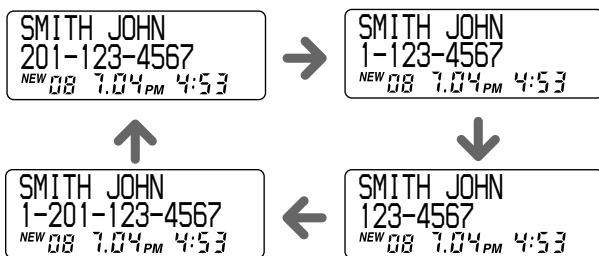 SMITH JOHN
201-123-4567
NEW 08 7.04 PM 4:53
SMITH JOHN
1-123-4567
NEW 08 7.04 PM 4:53
SMITH JOHN
1-201-123-4567
NEW 08 7.04 PM 4:53
SMITH JOHN
123-4567
NEW 08 7.04 PM 4:53